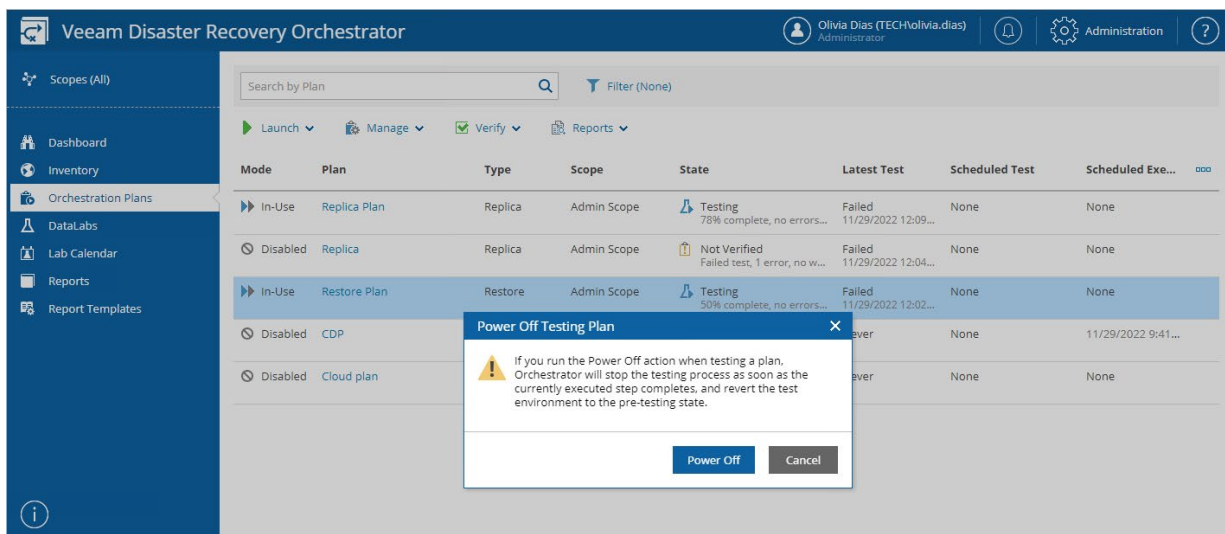 Veeam Disaster Recovery Orchestrator
Olivia Dias (TECH\olivia.dias)
Administrator
Administration
?
Scopes (All)
Dashboard
Inventory
Orchestration Plans
DataLabs
Lab Calendar
Reports
Report Templates
Search by Plan
Filter (None)
Launch
Manage
Verify
Reports
Mode Plan Type Scope State Latest Test Scheduled Test Scheduled Exe...
In-Use Replica Plan Replica Admin Scope Testing Failed None None
78% complete, no errors... 11/29/2022 12:09...
Disabled Replica Replica Admin Scope Not Verified Failed None None
Failed test, 1 error, no w... 11/29/2022 12:04...
In-Use Restore Plan Restore Admin Scope Testing Failed None None
50% complete, no errors... 11/29/2022 12:02...
Disabled CDP None 11/29/2022 9:41...
Disabled Cloud plan None None
Power Off Testing Plan
If you run the Power Off action when testing a plan,
Orchestrator will stop the testing process as soon as the
currently executed step completes, and revert the test
environment to the pre-testing state.
Power Off
Cancel